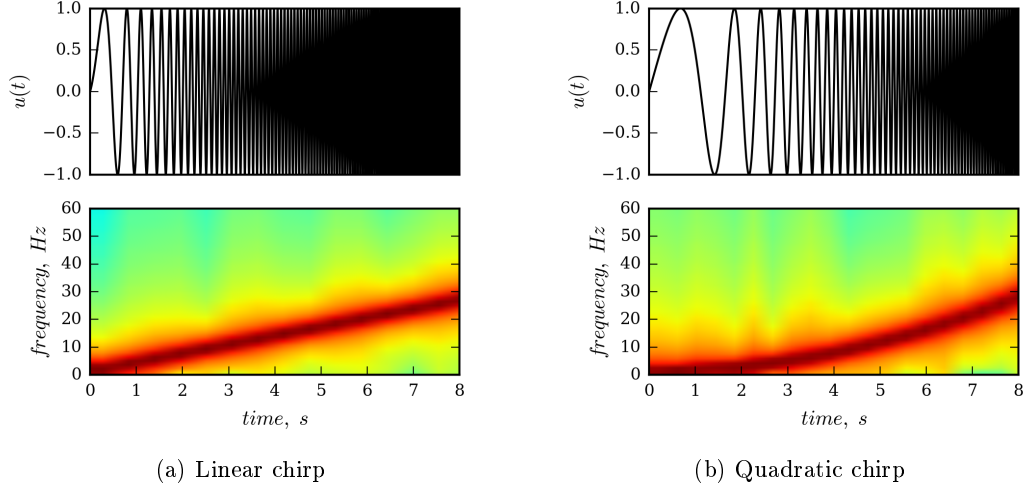 1.0
0.5
0.0
−0.5
−1.0
u(t)
1.0
0.5
0.0
−0.5
−1.0
u(t)
60
50
40
30
20
10
0
frequency, Hz
0 1 2 3 4 5 6 7 8
time, s
60
50
40
30
20
10
0
frequency, Hz
0 1 2 3 4 5 6 7 8
time, s
(a) Linear chirp
(b) Quadratic chirp